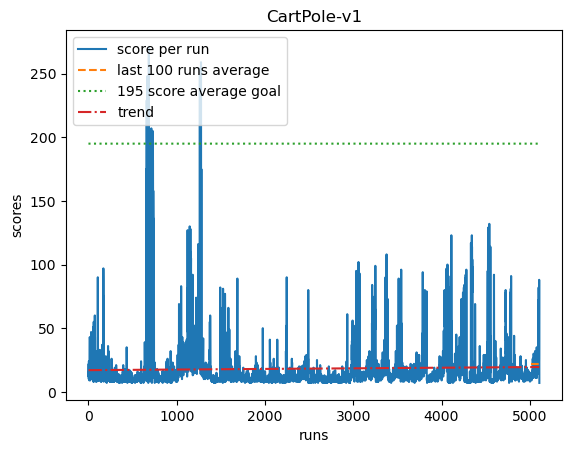 CartPole-v1
score per run
last 100 runs average
195 score average goal
trend
scores
250
200
150
100
50
0
0
1000
2000
3000
4000
5000
runs